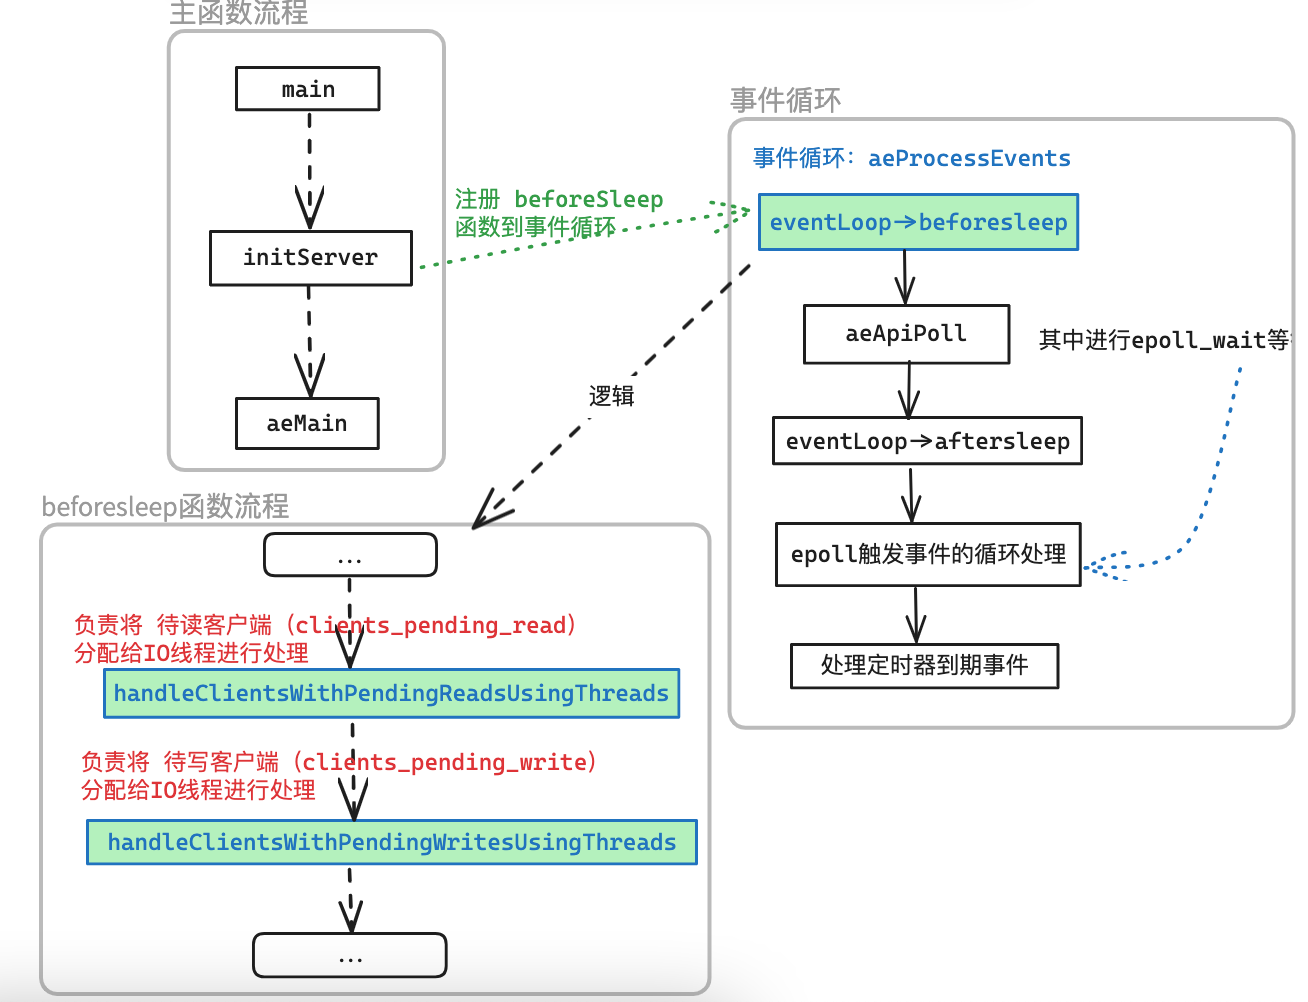 主函数流程
main
initServer
aeMain
注册 beforeSleep
函数到事件循环
事件循环
事件循环：aeProcessEvents
eventLoop->beforesleep
aeApiPoll
其中进行epoll_wait等
eventLoop->aftersleep
epoll触发事件的循环处理
处理定时器到期事件
逻辑
beforesleep函数流程
...
负责将 待读客户端（clients_pending_read）
分配给IO线程进行处理
handleClientsWithPendingReadsUsingThreads
负责将 待写客户端（clients_pending_write）
分配给IO线程进行处理
handleClientsWithPendingWritesUsingThreads
...